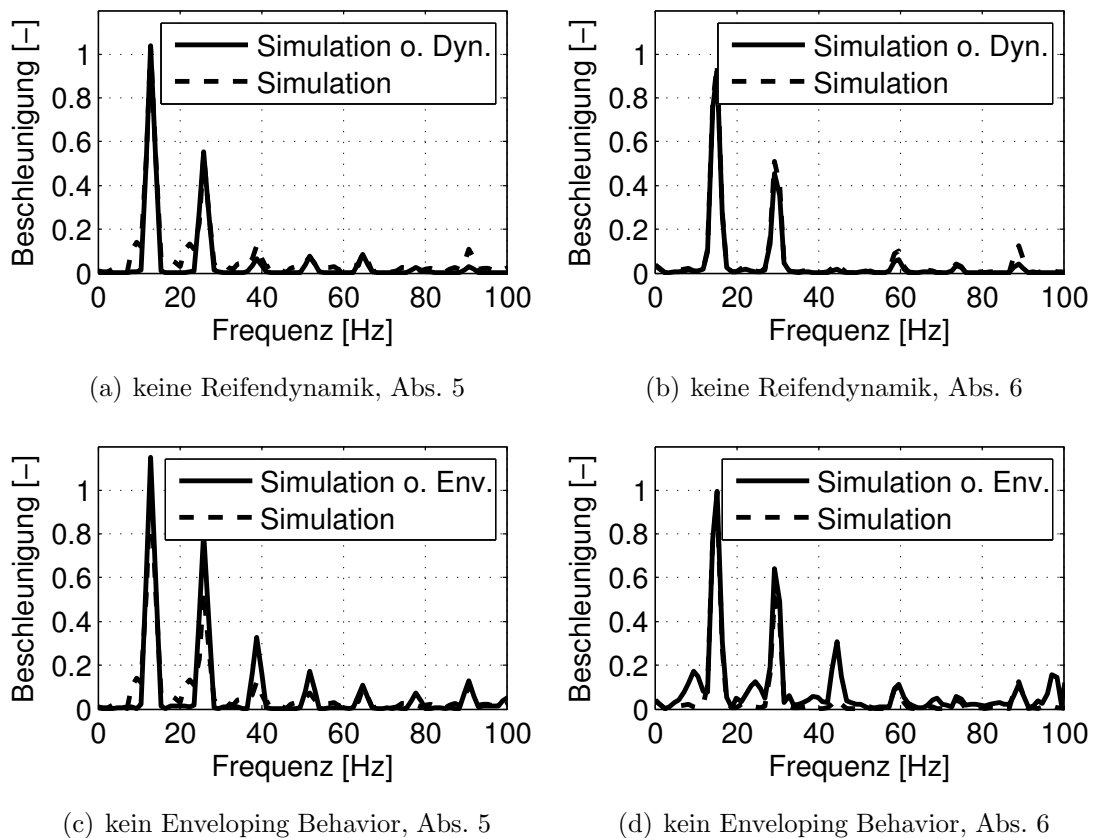 Beschleunigung [–]
1
0.8
0.6
0.4
0.2
0
Simulation o. Dyn.
Simulation
0 20 40 60 80 100
Frequenz [Hz]
(a) keine Reifendynamik, Abs. 5
Beschleunigung [–]
1
0.8
0.6
0.4
0.2
0
Simulation o. Dyn.
Simulation
0 20 40 60 80 100
Frequenz [Hz]
(b) keine Reifendynamik, Abs. 6
Beschleunigung [–]
1
0.8
0.6
0.4
0.2
0
Simulation o. Env.
Simulation
0 20 40 60 80 100
Frequenz [Hz]
(c) kein Enveloping Behavior, Abs. 5
Beschleunigung [–]
1
0.8
0.6
0.4
0.2
0
Simulation o. Env.
Simulation
0 20 40 60 80 100
Frequenz [Hz]
(d) kein Enveloping Behavior, Abs. 6